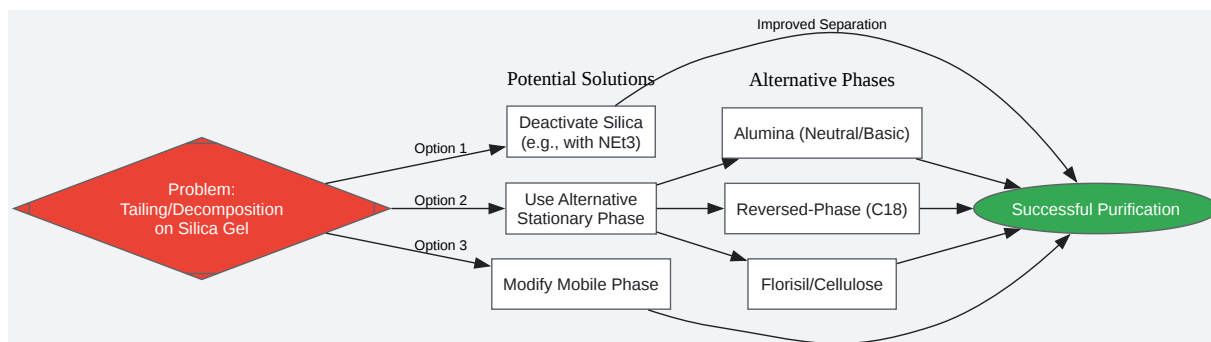 Improved Separation
Potential Solutions
Alternative Phases
Deactivate Silica
(e.g., with NEt3)
Alumina (Neutral/Basic)
Option 1
Problem:
Tailing/Decomposition
on Silica Gel
Option 2
Use Alternative
Stationary Phase
Reversed-Phase (C18)
Successful Purification
Option 3
Modify Mobile Phase
Florisil/Cellulose